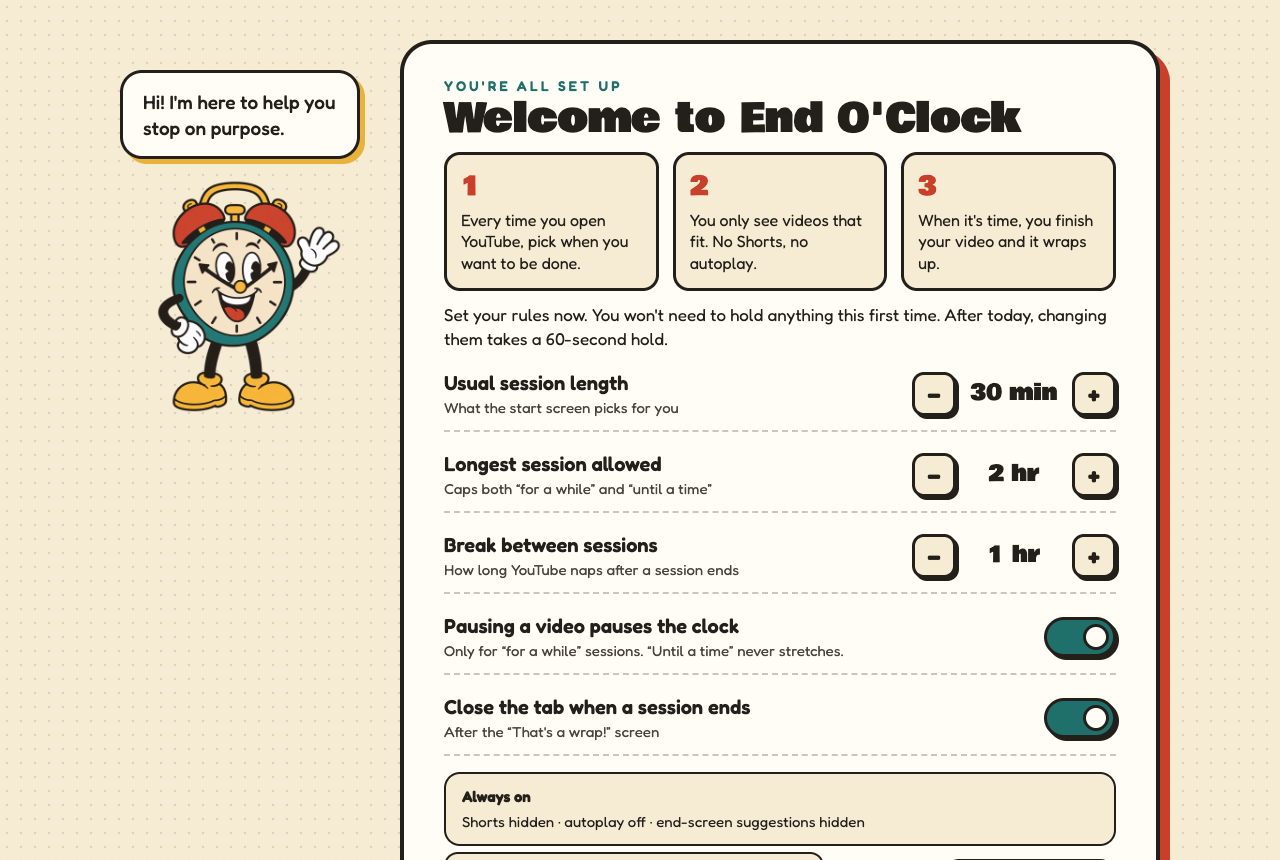 Hi! I'm here to help you
stop on purpose.
YOU'RE ALL SET UP
Welcome to End O'Clock
1
Every time you open
YouTube, pick when you
want to be done.
2
You only see videos that
fit. No Shorts, no
autoplay.
3
When it's time, you finish
your video and it wraps
up.
Set your rules now. You won't need to hold anything this first time. After today, changing
them takes a 60-second hold.
Usual session length
What the start screen picks for you
− 30 min +
Longest session allowed
Caps both “for a while” and “until a time”
− 2 hr +
Break between sessions
How long YouTube naps after a session ends
− 1 hr +
Pausing a video pauses the clock
Only for “for a while” sessions. “Until a time” never stretches.
Close the tab when a session ends
After the “That's a wrap!” screen
Always on
Shorts hidden · autoplay off · end-screen suggestions hidden